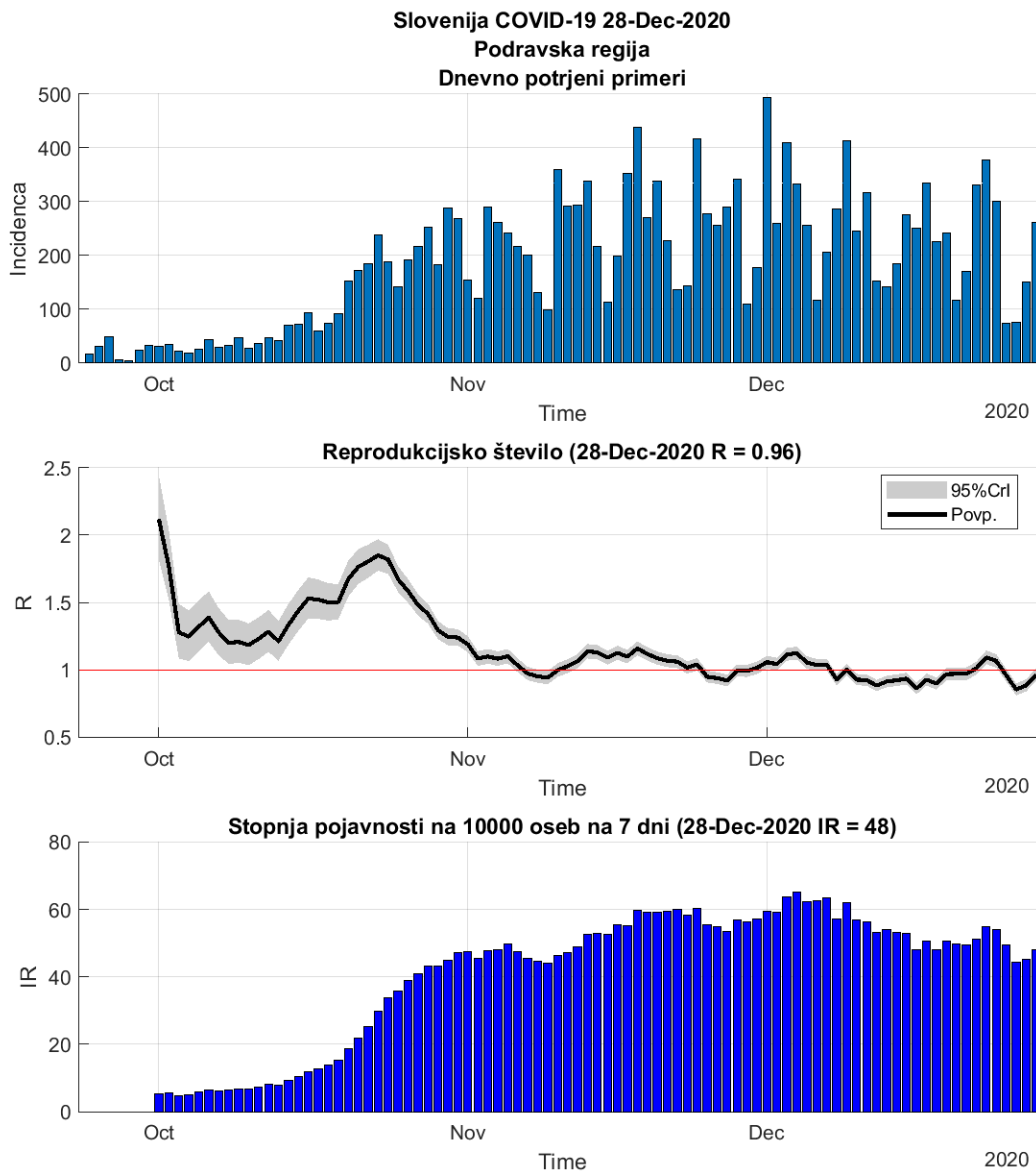 Slovenija COVID-19 28-Dec-2020
Podravska regija
Dnevno potrjeni primeri
500
400
300
200
100
0
Incidenca
Oct
Nov
Dec
Time
2020
Reprodukcijsko število (28-Dec-2020 R = 0.96)
2.5
2
1.5
1
0.5
R
95%CrI
Povp.
Oct
Nov
Dec
Time
2020
Stopnja pojavnosti na 10000 oseb na 7 dni (28-Dec-2020 IR = 48)
80
60
40
20
0
IR
Oct
Nov
Dec
Time
2020